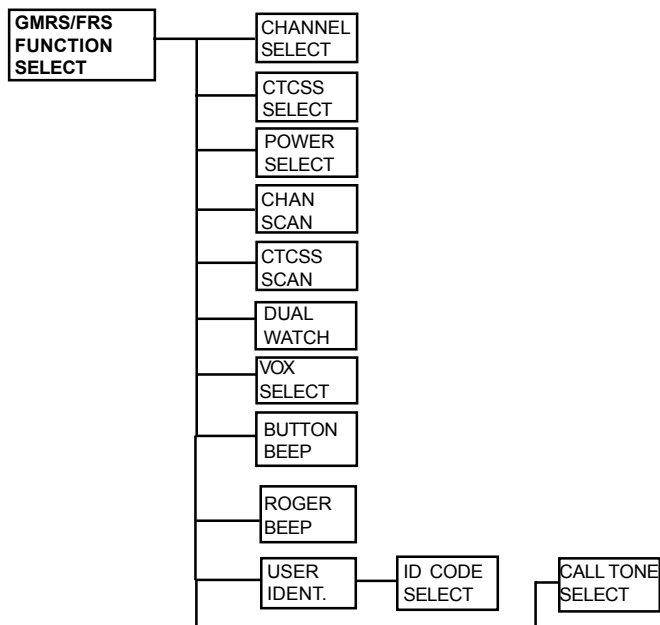 GMRS/FRS
FUNCTION
SELECT
CHANNEL
SELECT
CTCSS
SELECT
POWER
SELECT
CHAN
SCAN
CTCSS
SCAN
DUAL
WATCH
VOX
SELECT
BUTTON
BEEP
ROGER
BEEP
USER
IDENT.
ID CODE
SELECT
CALL TONE
SELECT